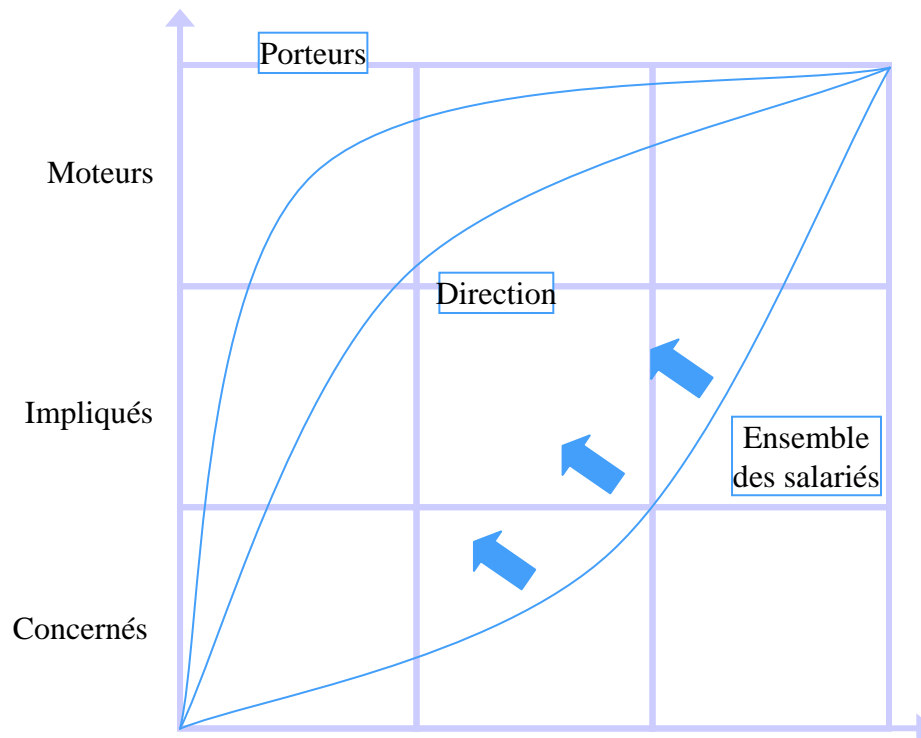 Porteurs
Moteurs
Direction
Impliqués
Ensemble
des salariés
Concernés